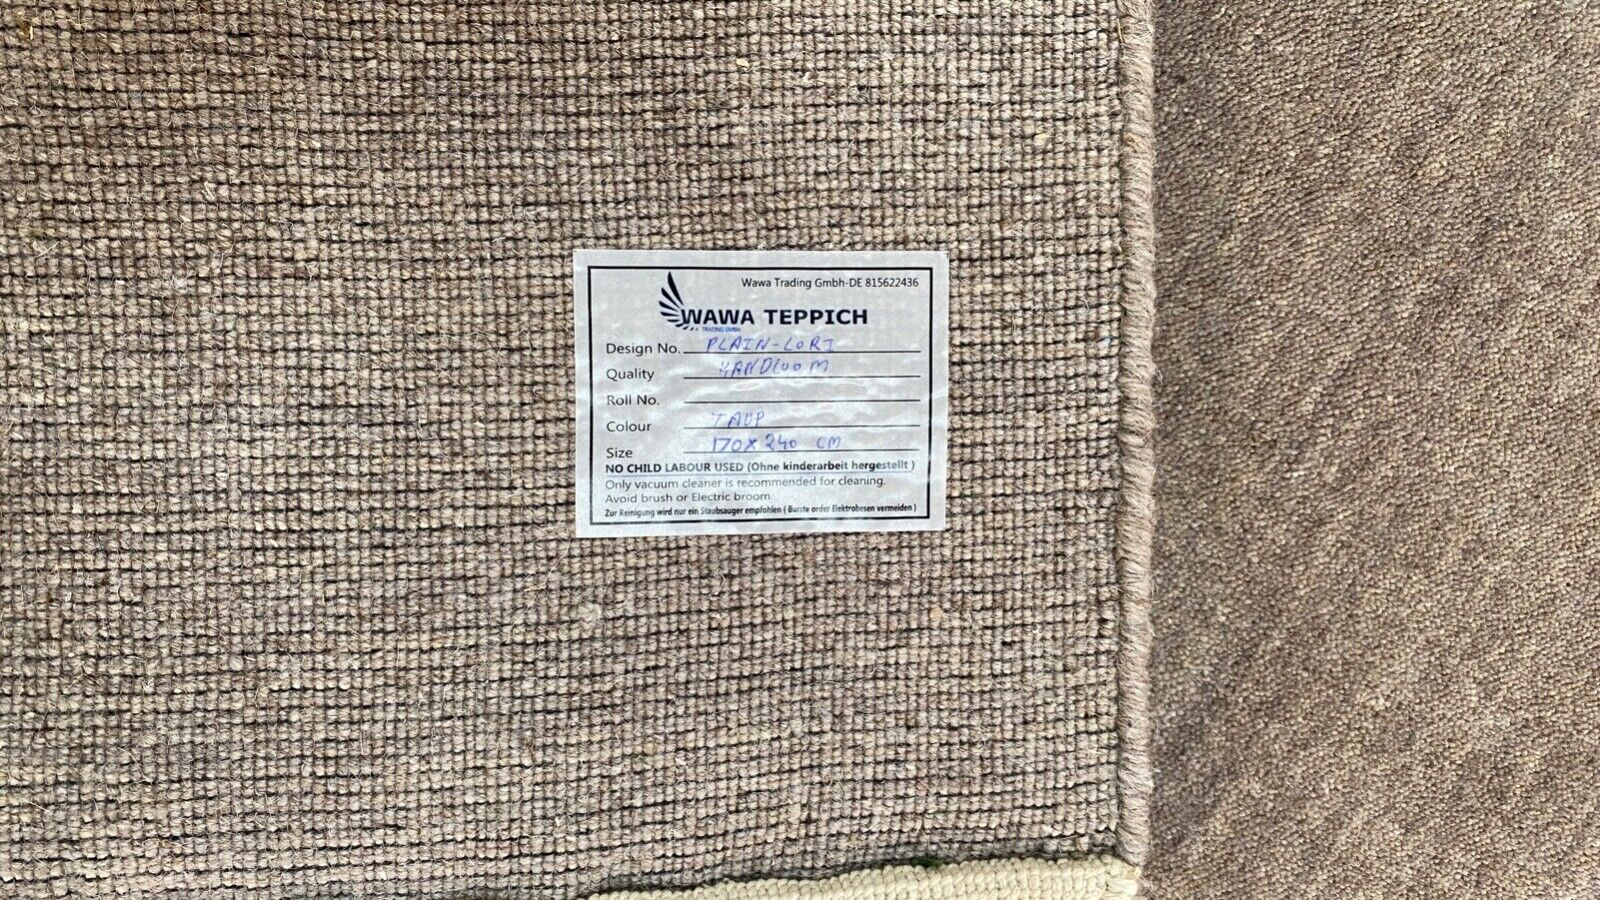 Wawa Trading Gmbh-DE 815622436
WAWA TEPPICH
TRADING GMBH
Design No. PLAIN-LORI
Quality HANDLOOM
Roll No.
Colour TAUP
Size 170x240 CM
NO CHILD LABOUR USED (Ohne kinderarbeit hergestellt )
Only vacuum cleaner is recommended for cleaning.
Avoid brush or Electric broom
Zur Reinigung wird nur ein Staubsauger empfohlen ( Burste order Elektrobesen vermeiden )